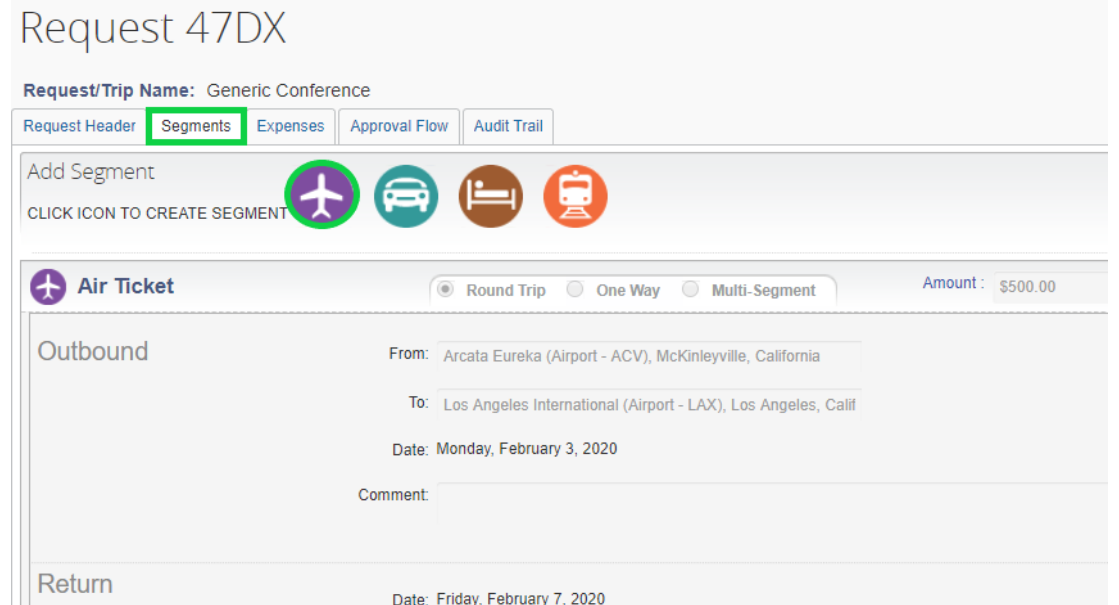 Request 47DX
Request/Trip Name: Generic Conference
Request Header Segments Expenses Approval Flow Audit Trail
Add Segment
CLICK ICON TO CREATE SEGMENT
Air Ticket Round Trip One Way Multi-Segment Amount : $500.00
Outbound From: Arcata Eureka (Airport - ACV), McKinleyville, California
To: Los Angeles International (Airport - LAX), Los Angeles, Calif
Date: Monday, February 3, 2020
Comment:
Return
Date: Friday, February 7, 2020